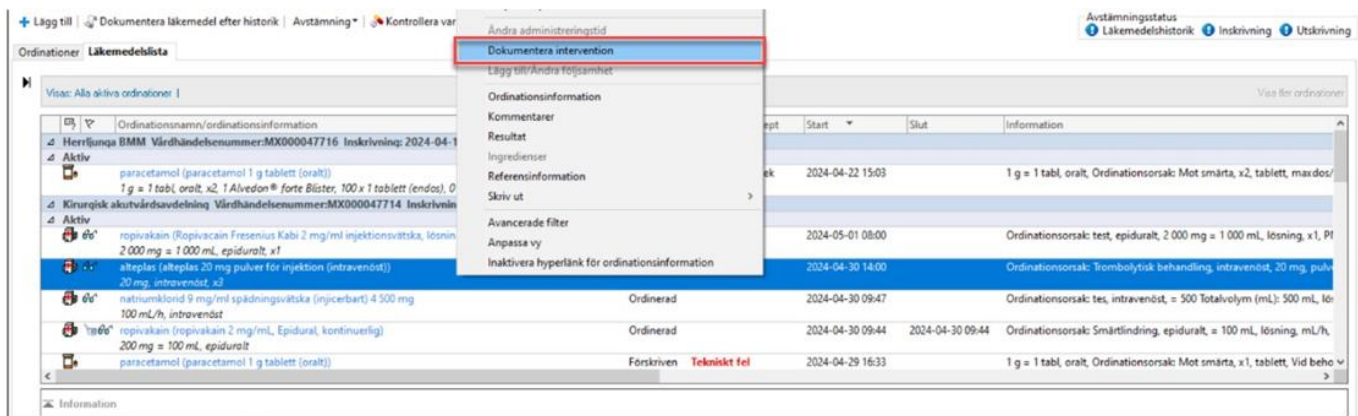 Lägg till | Dokumentera läkemedel efter historik | Avstämning | Kontrollera var
Avstämningsstatus
Läkemedelshistorik Inskrivning Utskrivning
Ordinationer Läkemedelslista
Ändra administreringstid
Dokumentera intervention
Lägg till/Ändra följsamhet
Ordinationsinformation
Kommentarer
Resultat
Ingredienser
Referensinformation
Skriv ut
Avancerade filter
Anpassa vy
Inaktivera hyperlänk för ordinationsinformation
Visas: Alla aktiva ordinationer
Visa fler ordinationer
Ordinationsnamn/ordinationsinformation Start Slut Information
Herrljunga BMM Vårdhändelsenummer:MX000047716 Inskrivning: 2024-04-1
Aktiv
paracetamol (paracetamol 1 g tablett (oralt)) 2024-04-22 15:03 1 g = 1 tabl, oralt, Ordinationsorsak: Mot smärta, x2, tablett, maxdos/
1 g = 1 tabl, oralt, x2, 1 Alvedon® forte Blister, 100 x 1 tablett (endos), 0
Kirurgisk akutvårdsavdelning Vårdhändelsenummer:MX000047714 Inskrivnin
Aktiv
ropivakain (Ropivacain Fresenius Kabi 2 mg/ml injektionsvätska, lösnin 2024-05-01 08:00 Ordinationsorsak: test, epiduralt, 2 000 mg = 1 000 mL, lösning, x1, 
2 000 mg = 1 000 mL, epiduralt, x1
alteplas (alteplas 20 mg pulver för injektion (intravenöst)) 2024-04-30 14:00 Ordinationsorsak: Trombolytisk behandling, intravenöst, 20 mg, pulv
20 mg, intravenöst, x3
natriumklorid 9 mg/ml spädningsvätska (injicerbart) 4 500 mg Ordinerad 2024-04-30 09:47 Ordinationsorsak: tes, intravenöst, = 500 Totalvolym (mL): 500 mL, lö
100 mL/h, intravenöst
ropivakain (ropivakain 2 mg/mL, Epidural, kontinuerlig) Ordinerad 2024-04-30 09:44 2024-04-30 09:44 Ordinationsorsak: Smärtlindring, epiduralt, = 100 mL, lösning, mL/h,
200 mg = 100 mL, epiduralt
paracetamol (paracetamol 1 g tablett (oralt)) Förskriven Tekniskt fel 2024-04-29 16:33 1 g = 1 tabl, oralt, Ordinationsorsak: Mot smärta, x1, tablett, Vid beho
Information